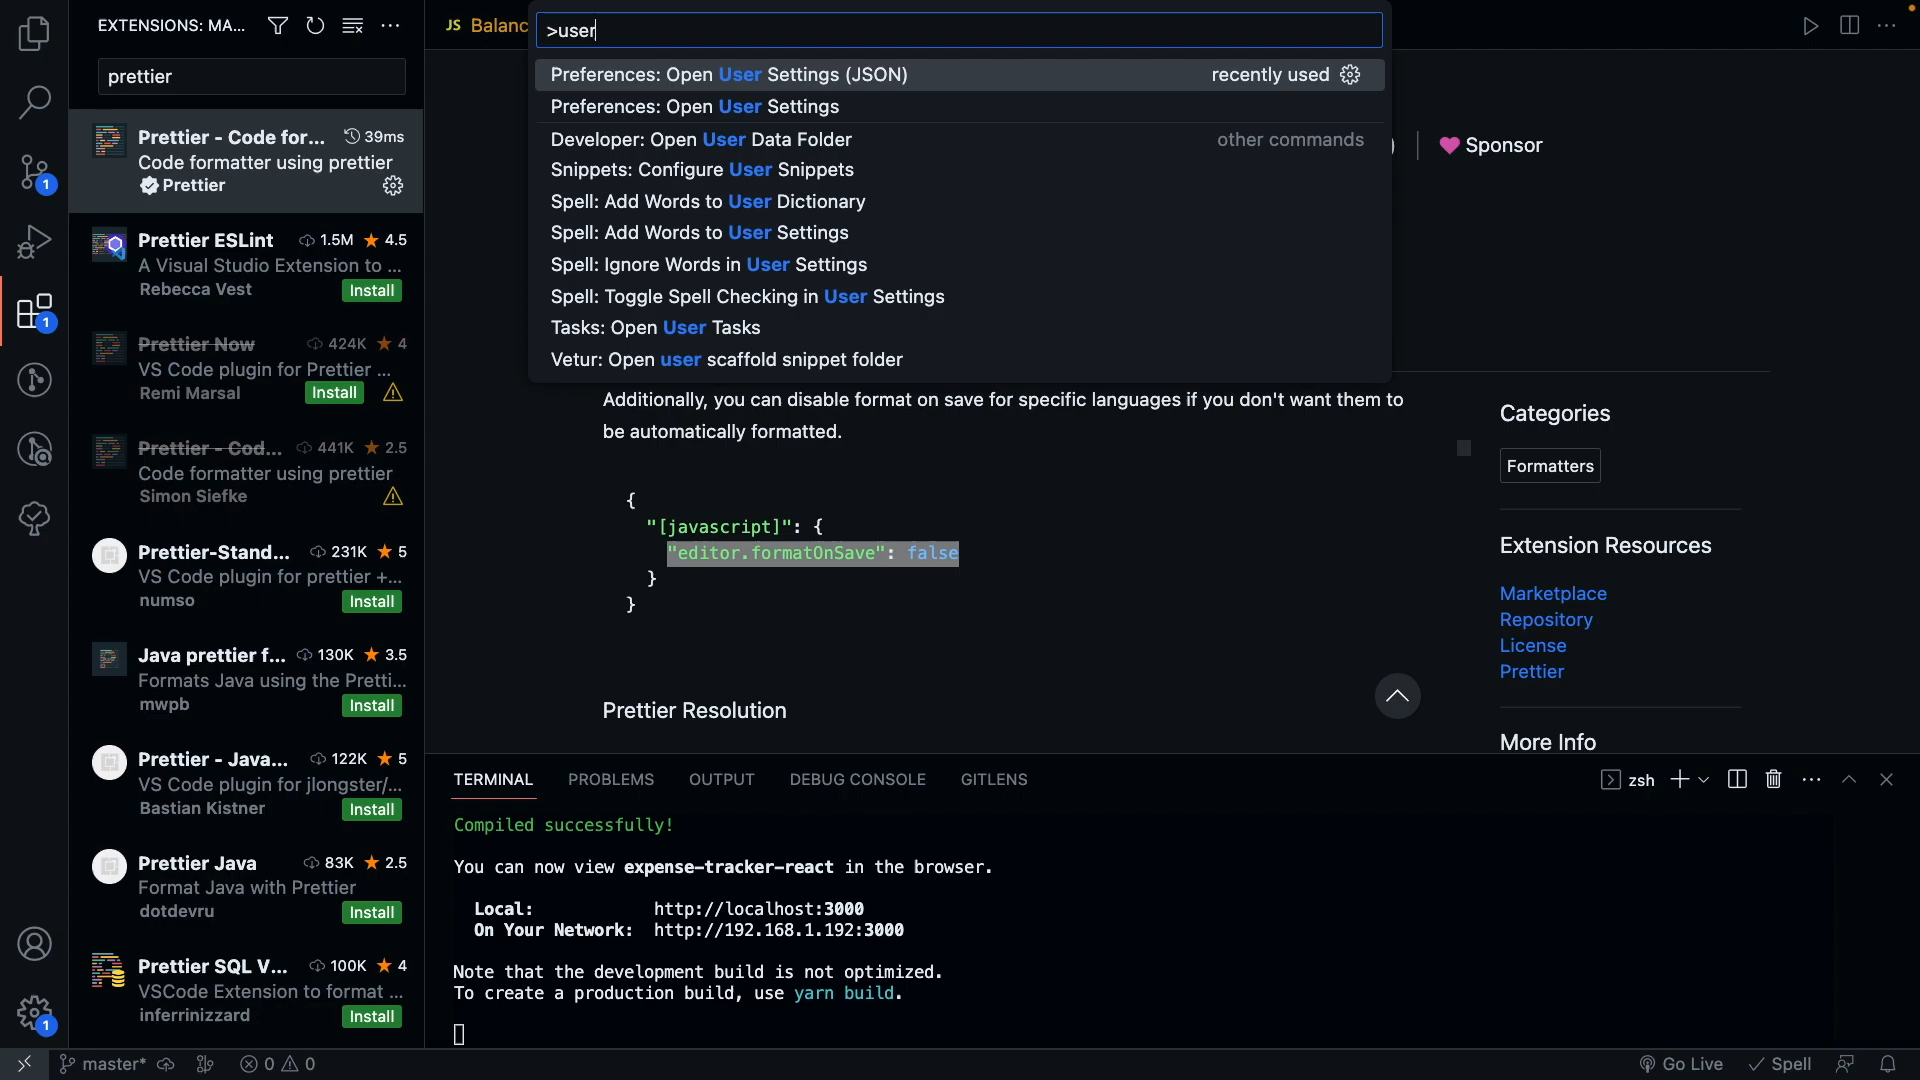 EXTENSIONS: MA...
prettier
Prettier - Code for... 39ms
Code formatter using prettier
Prettier
Prettier ESLint 1.5M 4.5
A Visual Studio Extension to ...
Rebecca Vest Install
Prettier Now 424K 4
VS Code plugin for Prettier ...
Remi Marsal Install
Prettier - Cod... 441K 2.5
Code formatter using prettier
Simon Siefke
Prettier-Stand... 231K 5
VS Code plugin for prettier +...
numso
Install
Java prettier f... 130K 3.5
Formats Java using the Pretti...
mwpb
Install
Prettier - Java... 122K 5
VS Code plugin for jlongster/...
Bastian Kistner
Install
Prettier Java 83K 2.5
Format Java with Prettier
dotdevru
Install
Prettier SQL V... 100K 4
VSCode Extension to format ...
inferrinizzard
Install
1
1
1
JS Balanc
>user
Preferences: Open User Settings (JSON) recently used
Preferences: Open User Settings
Developer: Open User Data Folder other commands
Snippets: Configure User Snippets
Spell: Add Words to User Dictionary
Spell: Add Words to User Settings
Spell: Ignore Words in User Settings
Spell: Toggle Spell Checking in User Settings
Tasks: Open User Tasks
Vetur: Open user scaffold snippet folder
) | Sponsor
Additionally, you can disable format on save for specific languages if you don't want them to
be automatically formatted.
{
"[javascript]": {
"editor.formatOnSave": false
}
}
Prettier Resolution
Categories
Formatters
Extension Resources
Marketplace
Repository
License
Prettier
More Info
TERMINAL PROBLEMS OUTPUT DEBUG CONSOLE GITLENS zsh
Compiled successfully!
You can now view expense-tracker-react in the browser.
Local: http://localhost:3000
On Your Network: http://192.168.1.192:3000
Note that the development build is not optimized.
To create a production build, use yarn build.
master* 0 0 Go Live Spell